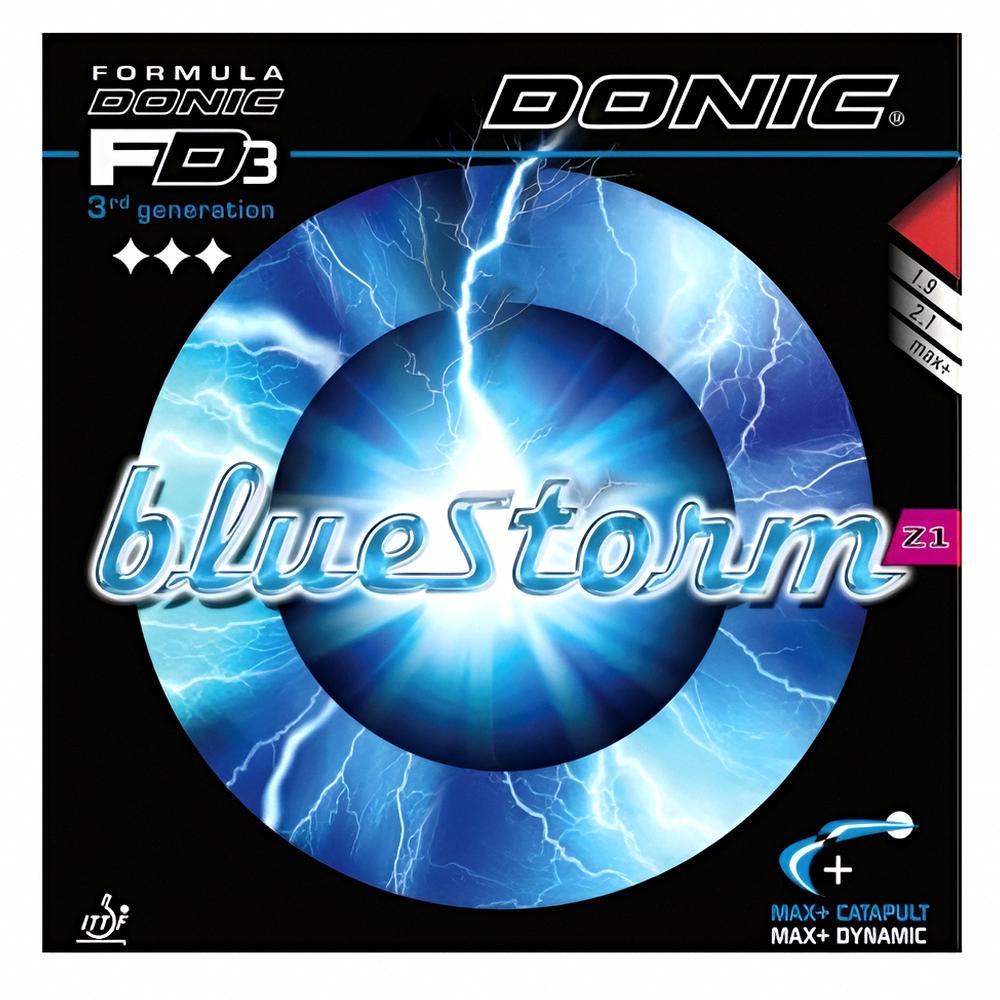 FORMULA
DONIC
FD3
3rd generation
DONIC®
1.9
2.1
max+
bluestorm
Z1
ITTF
MAX+ CATAPULT
MAX+ DYNAMIC